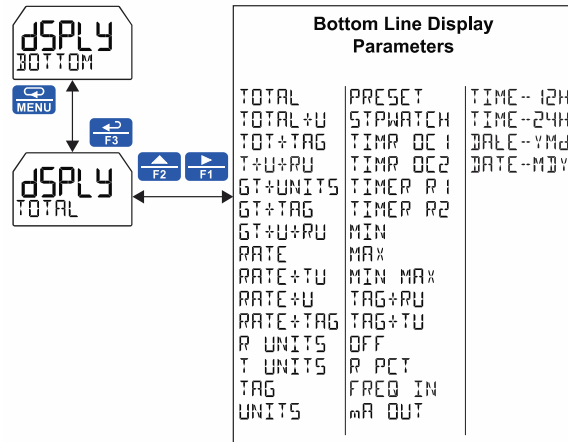 dSPLY
BOTTOM
MENU
F3
dSPLY
TOTAL
F2
F1
Bottom Line Display
Parameters
TOTAL
TOTAL+U
TOT+TAG
T+U+RU
GT+UNITS
GT+TAG
GT+U+RU
RATE
RATE+TU
RATE+U
RATE+TAG
R UNITS
T UNITS
TAG
UNITS
PRESET
STPWATCH
TIMR OC1
TIMR OC2
TIMER R1
TIMER R2
MIN
MAX
MIN MAX
TAG+RU
TAG+TU
OFF
R PCT
FREQ IN
mA OUT
TIME-12H
TIME-24H
DATE-YMd
DATE-MDY